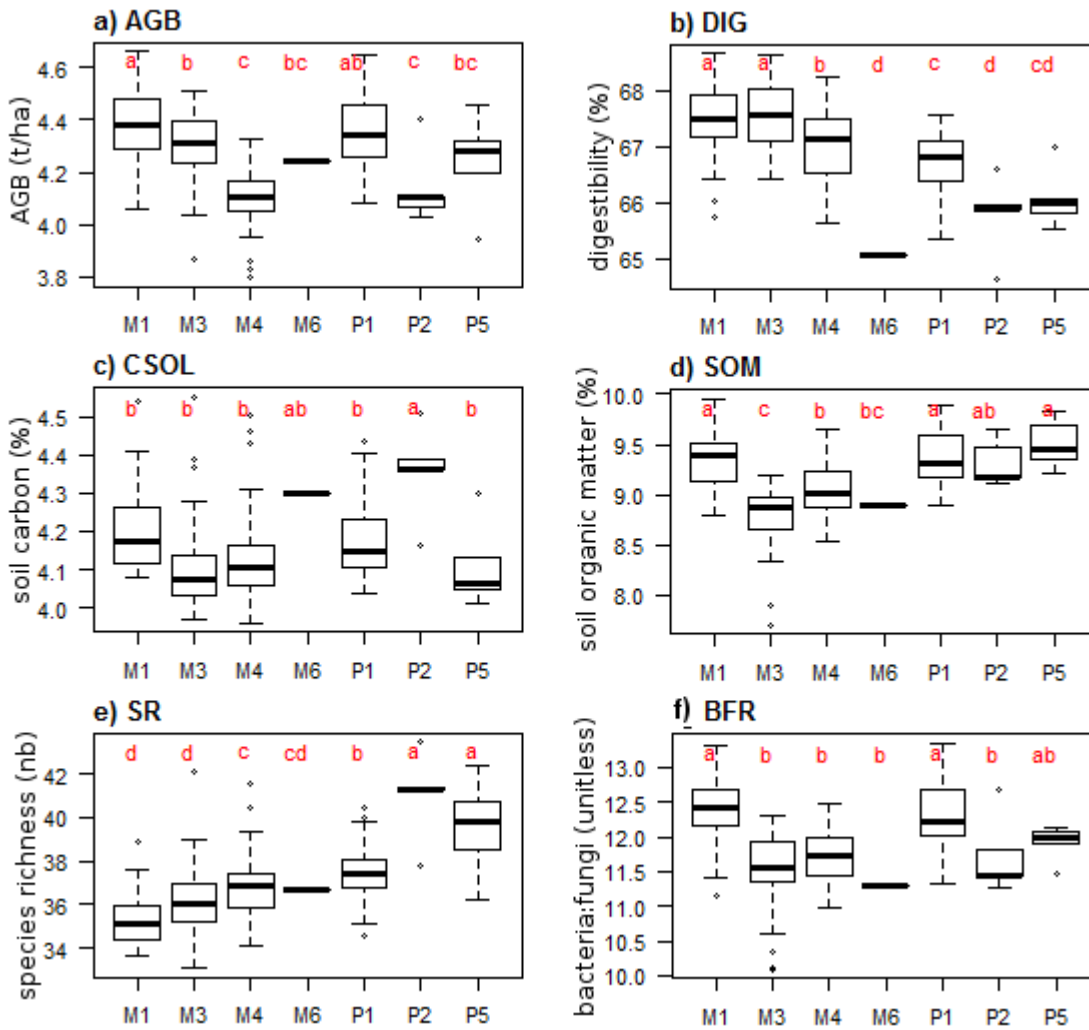 a) AGB
AGB (t/ha)
4.6
4.4
4.2
4.0
3.8
a b c bc ab c bc
M1 M3 M4 M6 P1 P2 P5
b) DIG
digestibility (%)
68
67
66
65
a a b d c d cd
M1 M3 M4 M6 P1 P2 P5
c) CSOL
soil carbon (%)
4.5
4.4
4.3
4.2
4.1
4.0
b b b ab b a b
M1 M3 M4 M6 P1 P2 P5
d) SOM
soil organic matter (%)
10.0
9.5
9.0
8.5
8.0
a c b bc a ab a
M1 M3 M4 M6 P1 P2 P5
e) SR
species richness (nb)
42
40
38
36
34
d d c cd b a a
M1 M3 M4 M6 P1 P2 P5
f) BFR
bacteria:fungi (unitless)
13.0
12.5
12.0
11.5
11.0
10.5
10.0
a b b b a b ab
M1 M3 M4 M6 P1 P2 P5